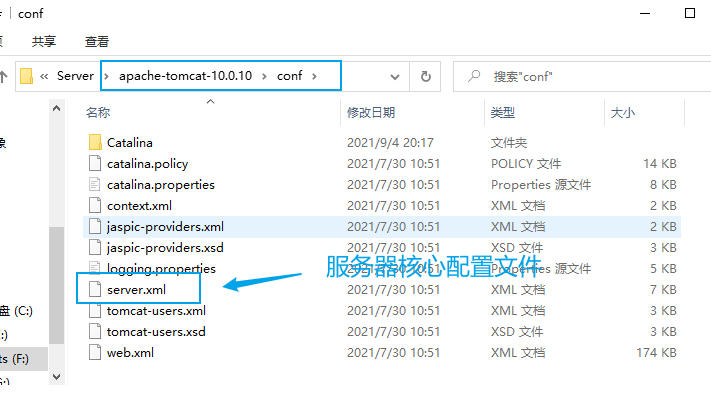 conf
共享 查看
« Server › apache-tomcat-10.0.10 › conf › 搜索"conf"
名称 修改日期 类型 大小
Catalina 2021/9/4 20:17 文件夹
catalina.policy 2021/7/30 10:51 POLICY 文件 14 KB
catalina.properties 2021/7/30 10:51 Properties 源文件 8 KB
context.xml 2021/7/30 10:51 XML 文档 2 KB
jaspic-providers.xml 2021/7/30 10:51 XML 文档 2 KB
jaspic-providers.xsd 2021/7/30 10:51 XSD 文件 3 KB
服务器核心配置文件
logging.properties 2021/7/30 10:51 Properties 源文件 5 KB
server.xml 2021/7/30 10:51 XML 文档 7 KB
盘 (C:)
tomcat-users.xml 2021/7/30 10:51 XML 文档 3 KB
tomcat-users.xsd 2021/7/30 10:51 XSD 文件 3 KB
ts (F:)
web.xml 2021/7/30 10:51 XML 文档 174 KB